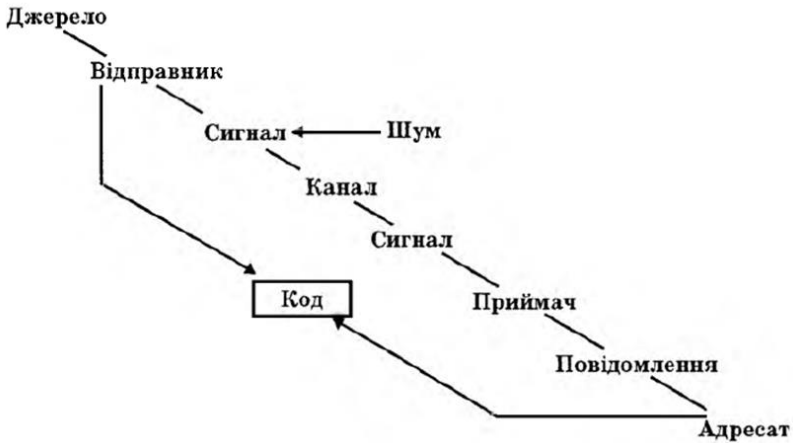 Джерело
Відправник
Сигнал
Шум
Канал
Сигнал
Код
Приймач
Повідомлення
Адресат